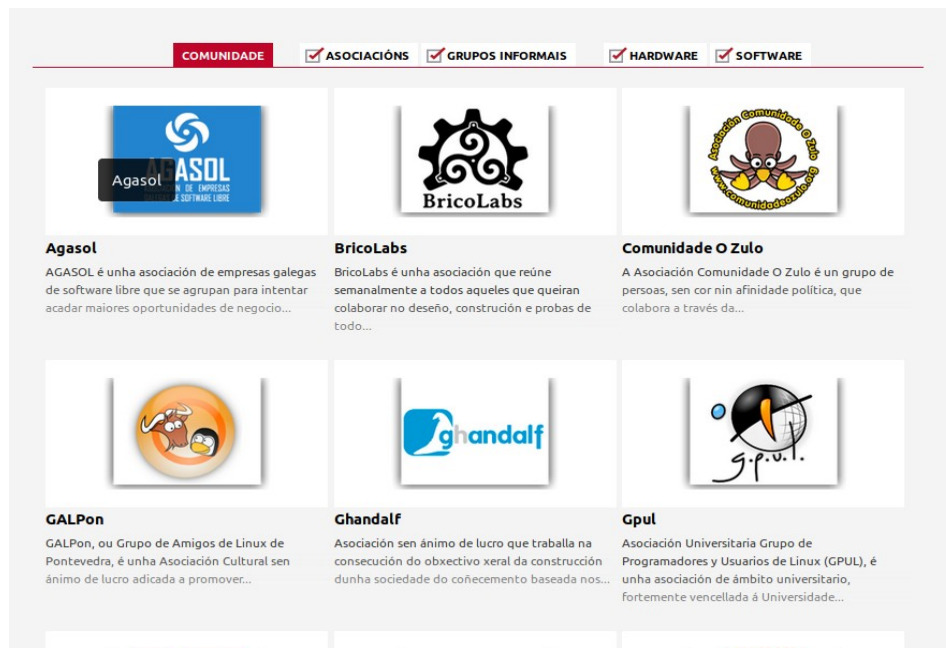 COMUNIDADE ASOCIACIÓNS GRUPOS INFORMAIS HARDWARE SOFTWARE
AGASOL
Agasol
DE EMPRESAS
SOFTWARE LIBRE
BricoLabs
Asociación Comunidade O Zulo
www.comunidadeozulo.org
Agasol
AGASOL é unha asociación de empresas galegas
de software libre que se agrupan para intentar
acadar maiores oportunidades de negocio...
BricoLabs
BricoLabs é unha asociación que reúne
semanalmente a todos aqueles que queiran
colaborar no deseño, construción e probas de
todo...
Comunidade O Zulo
A Asociación Comunidade O Zulo é un grupo de
persoas, sen cor nin afinidade política, que
colabora a través da...
ghandalf
g.p.u.l.
GALPon
GALPon, ou Grupo de Amigos de Linux de
Pontevedra, é unha Asociación Cultural sen
ánimo de lucro adicada a promover...
Ghandalf
Asociación sen ánimo de lucro que traballa na
consecución do obxectivo xeral da construcción
dunha sociedade do coñecemento baseada nos...
Gpul
Asociación Universitaria Grupo de
Programadores y Usuarios de Linux (GPUL), é
unha asociación de ámbito universitario,
fortemente vencellada á Universidade...